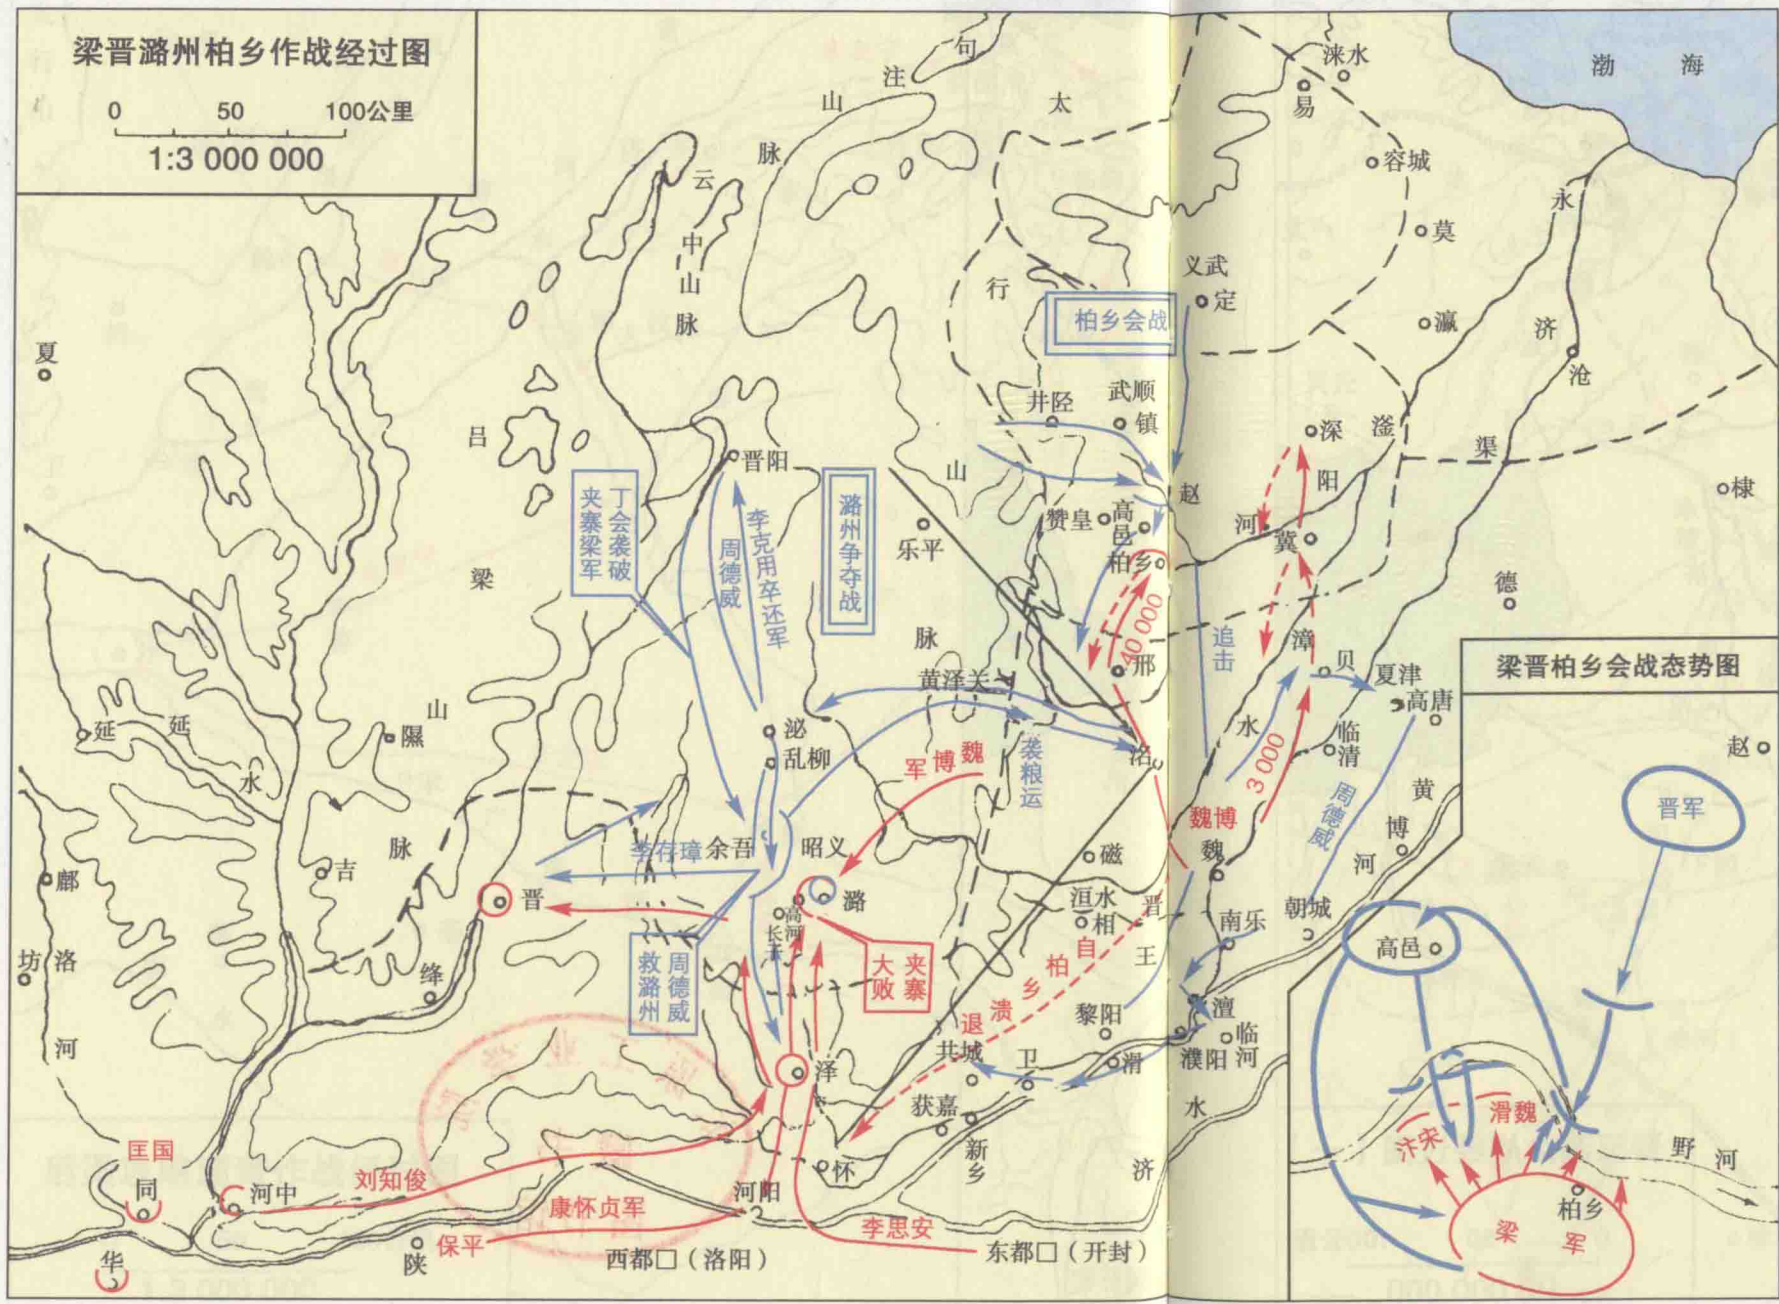 梁晋潞州柏乡作战经过图
0 50 100公里
1:3 000 000
句
注
山
脉
云
中
山
脉
太
行
山
脉
吕
梁
山
脉
渤 海
涞水
易
容城
莫
瀛
永
济
渠
沧
棣
德
义武
定
柏乡会战
井陉
武顺
镇
深
滏
阳
河
冀
赵
赞皇
高邑
柏乡
40 000
邢
追击
漳
水
贝
夏津
高唐
临清
3 000
魏博
魏
周德威
黄
河
博
朝城
南乐
澶
临河
濮阳
滑
黎阳
卫
共城
获嘉
新乡
济
水
夏
晋阳
乐平
丁会袭破
夹寨梁军
周德威
李克用卒还军
潞州争夺战
黄泽关
洺
袭粮运
魏博军
磁
洹水
相
晋
王
自柏乡溃退
泌
乱柳
余吾
李存璋
昭义
潞
高河
长子
夹寨
大败
周德威
救潞州
晋
绛
隰
吉
延
延
水
鄜
坊
洛
河
泽
怀
河阳
匡国
同
河中
华
陕
刘知俊
康怀贞军
保平
李思安
西都（洛阳）
东都（开封）
梁晋柏乡会战态势图
赵
晋军
高邑
滑魏
汴宋
野河
柏乡
梁军